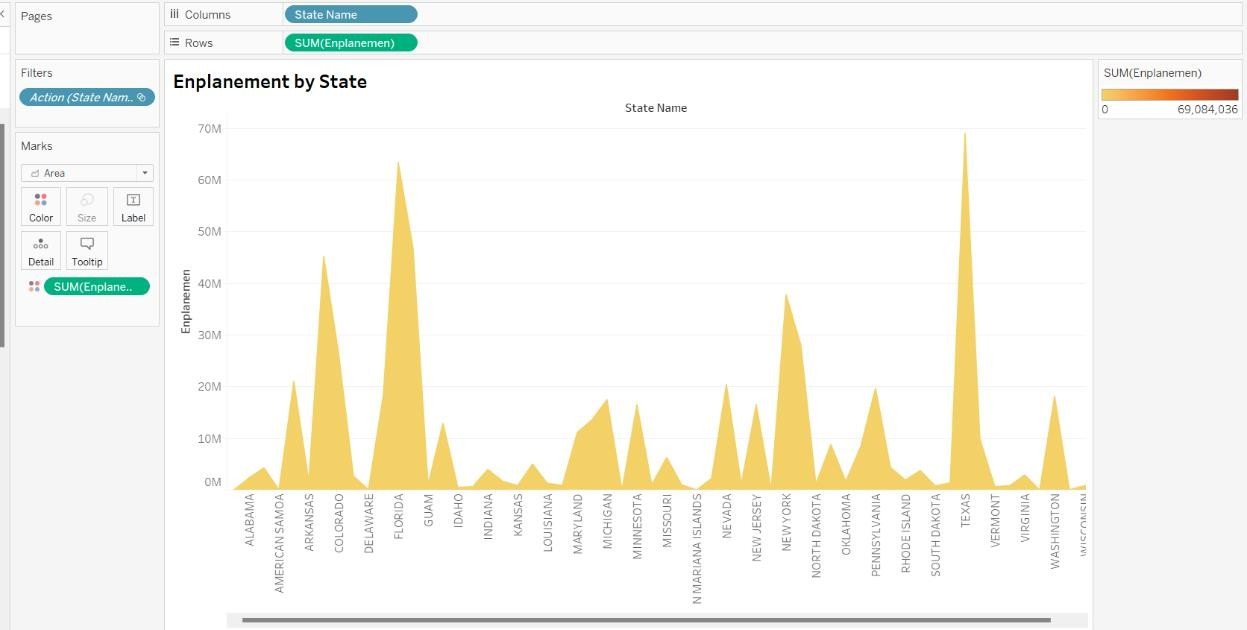 Pages
Columns
State Name
Rows
SUM(Enplanemen)
Filters
Action (State Nam..
Marks
Area
Color
Size
Label
Detail
Tooltip
SUM(Enplane..
Enplanement by State
State Name
Enplanemen
70M
60M
50M
40M
30M
20M
10M
0M
ALABAMA
AMERICAN SAMOA
ARKANSAS
COLORADO
DELAWARE
FLORIDA
GUAM
IDAHO
INDIANA
KANSAS
LOUISIANA
MARYLAND
MICHIGAN
MINNESOTA
MISSOURI
N MARIANA ISLANDS
NEVADA
NEW JERSEY
NEW YORK
NORTH DAKOTA
OKLAHOMA
PENNSYLVANIA
RHODE ISLAND
SOUTH DAKOTA
TEXAS
VERMONT
VIRGINIA
WASHINGTON
WISCONSIN
SUM(Enplanemen)
0 69,084,036